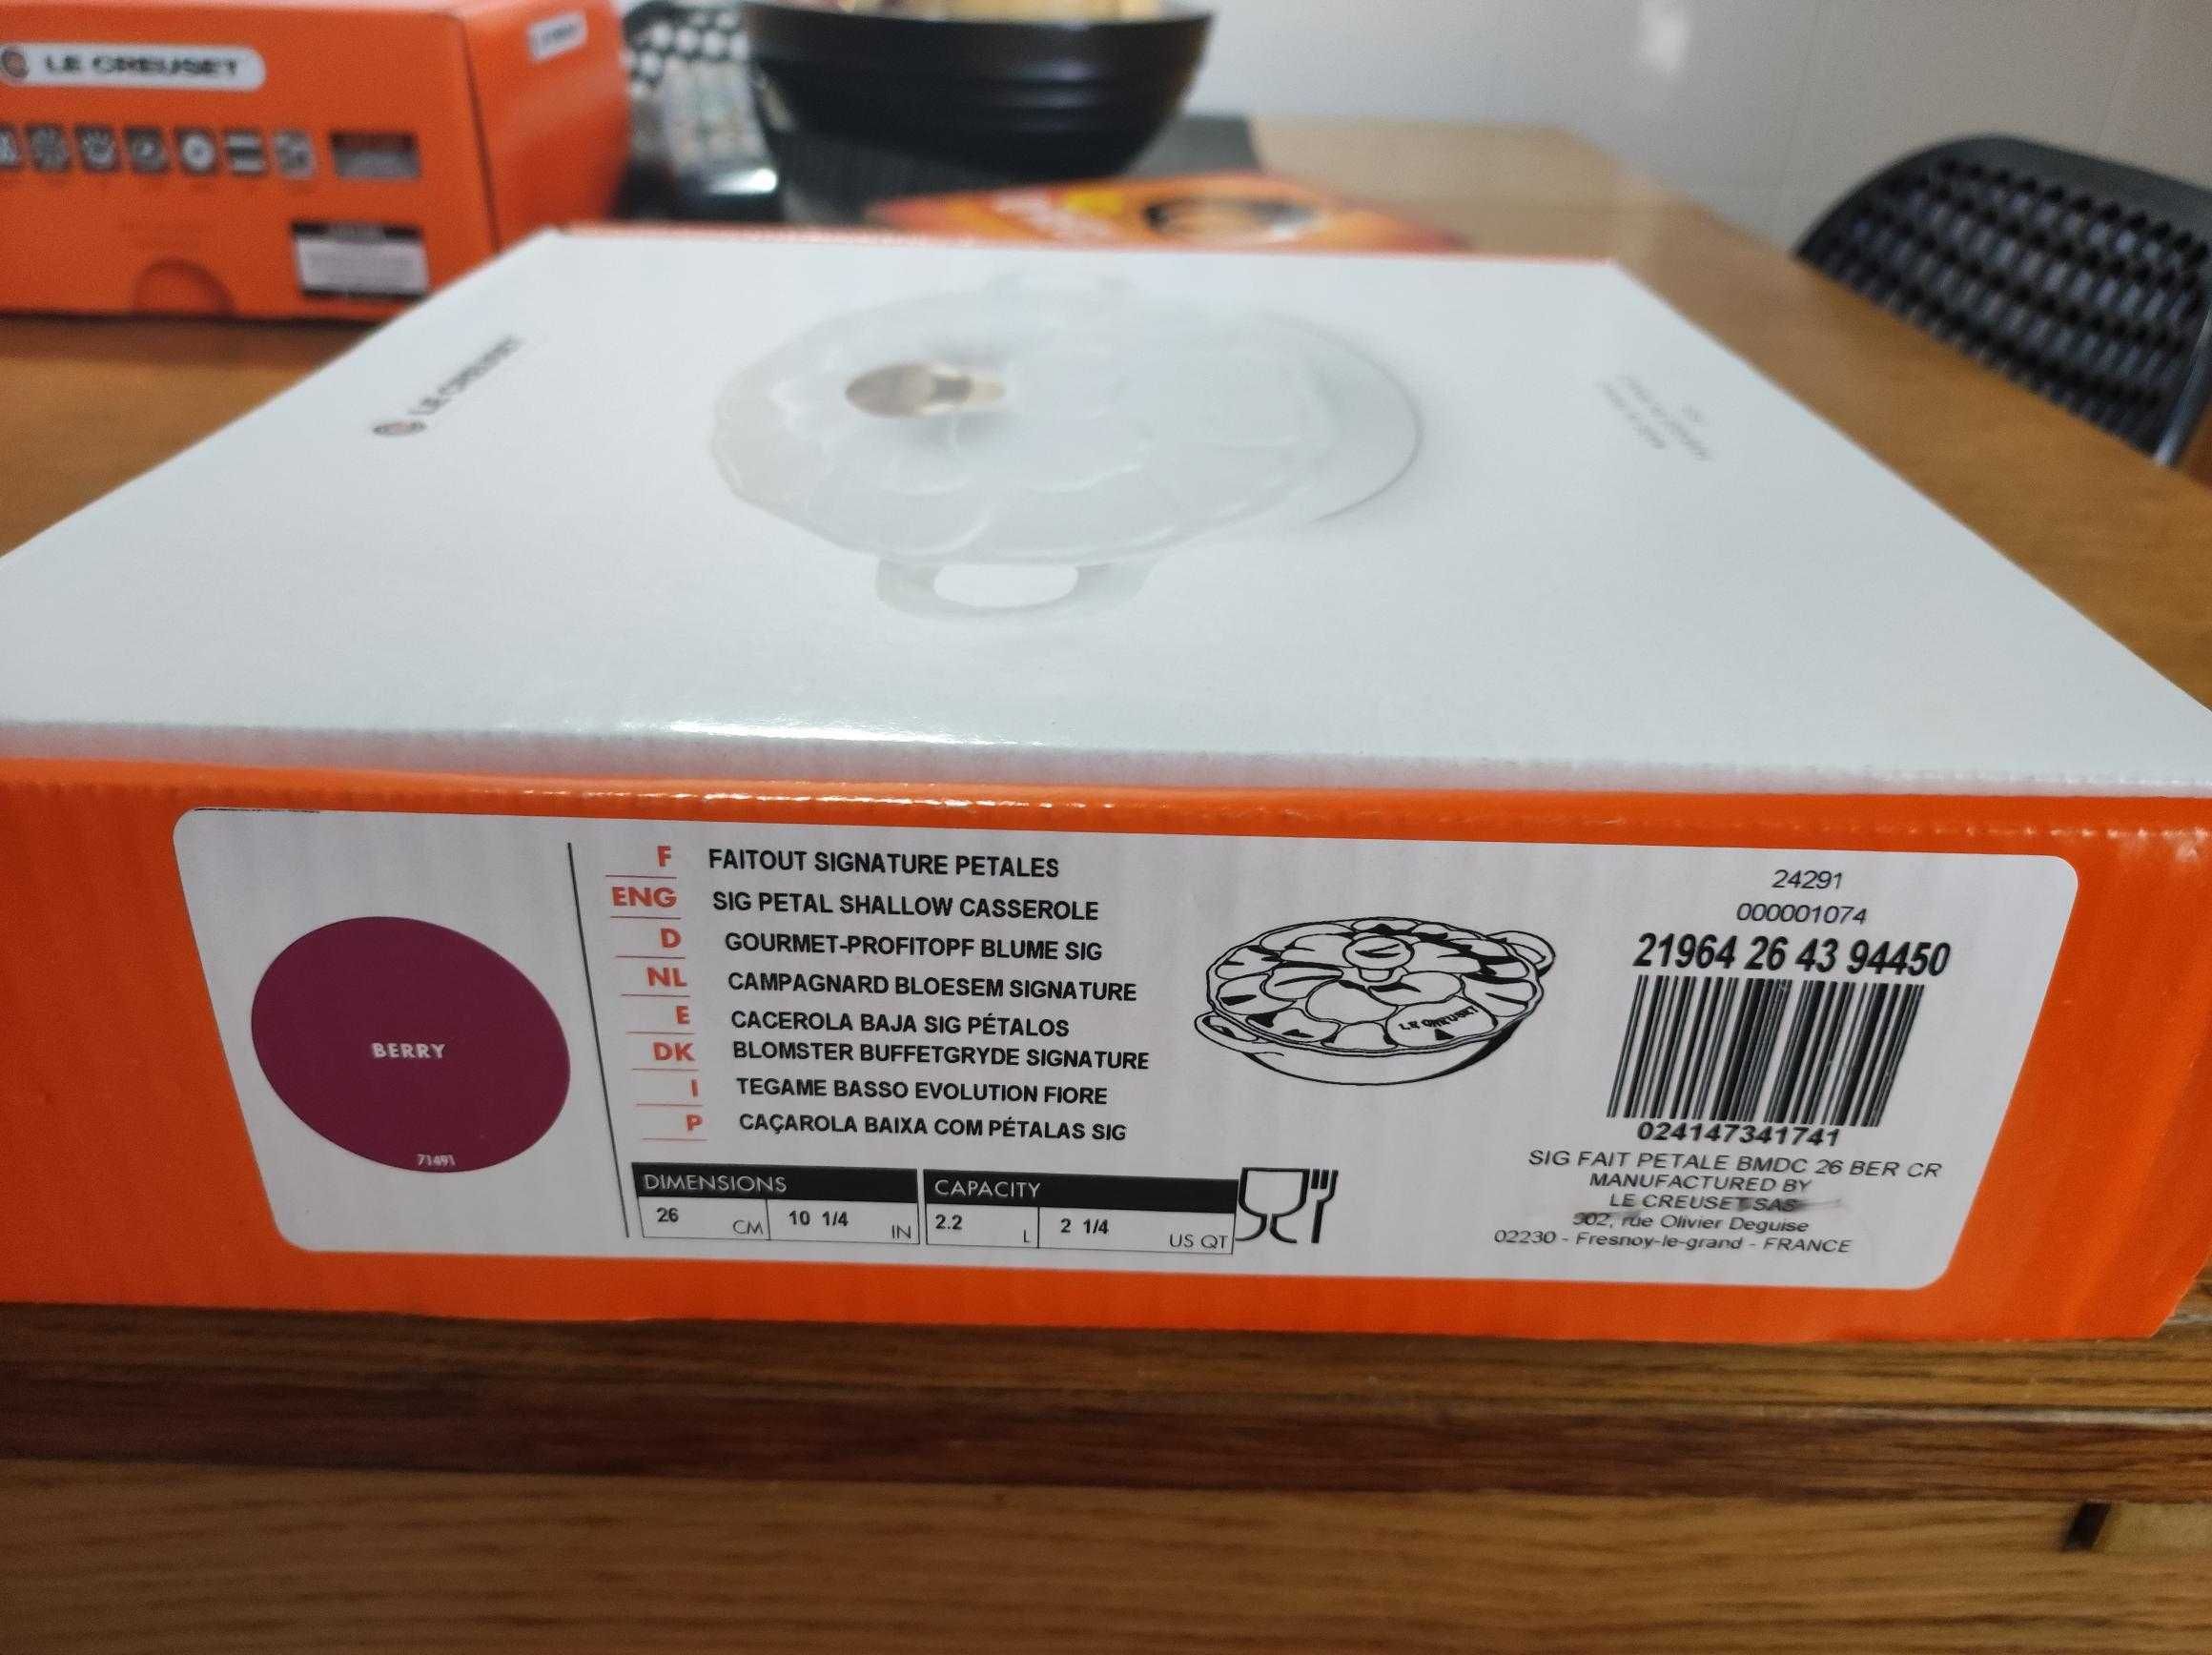 LE CREUSET
LE CREUSET
BERRY
71491
F FAITOUT SIGNATURE PETALES
ENG SIG PETAL SHALLOW CASSEROLE
D GOURMET-PROFITOPF BLUME SIG
NL CAMPAGNARD BLOESEM SIGNATURE
E CACEROLA BAJA SIG PÉTALOS
DK BLOMSTER BUFFETGRYDE SIGNATURE
I TEGAME BASSO EVOLUTION FIORE
P CAÇAROLA BAIXA COM PÉTALAS SIG
DIMENSIONS
26 CM 10 1/4 IN
CAPACITY
2.2 L 2 1/4 US QT
LE CREUSET
24291
000001074
21964 26 43 94450
024147341741
SIG FAIT PETALE BMDC 26 BER CR
MANUFACTURED BY
LE CREUSET SAS
902, rue Olivier Deguise
02230 - Fresnoy-le-grand - FRANCE